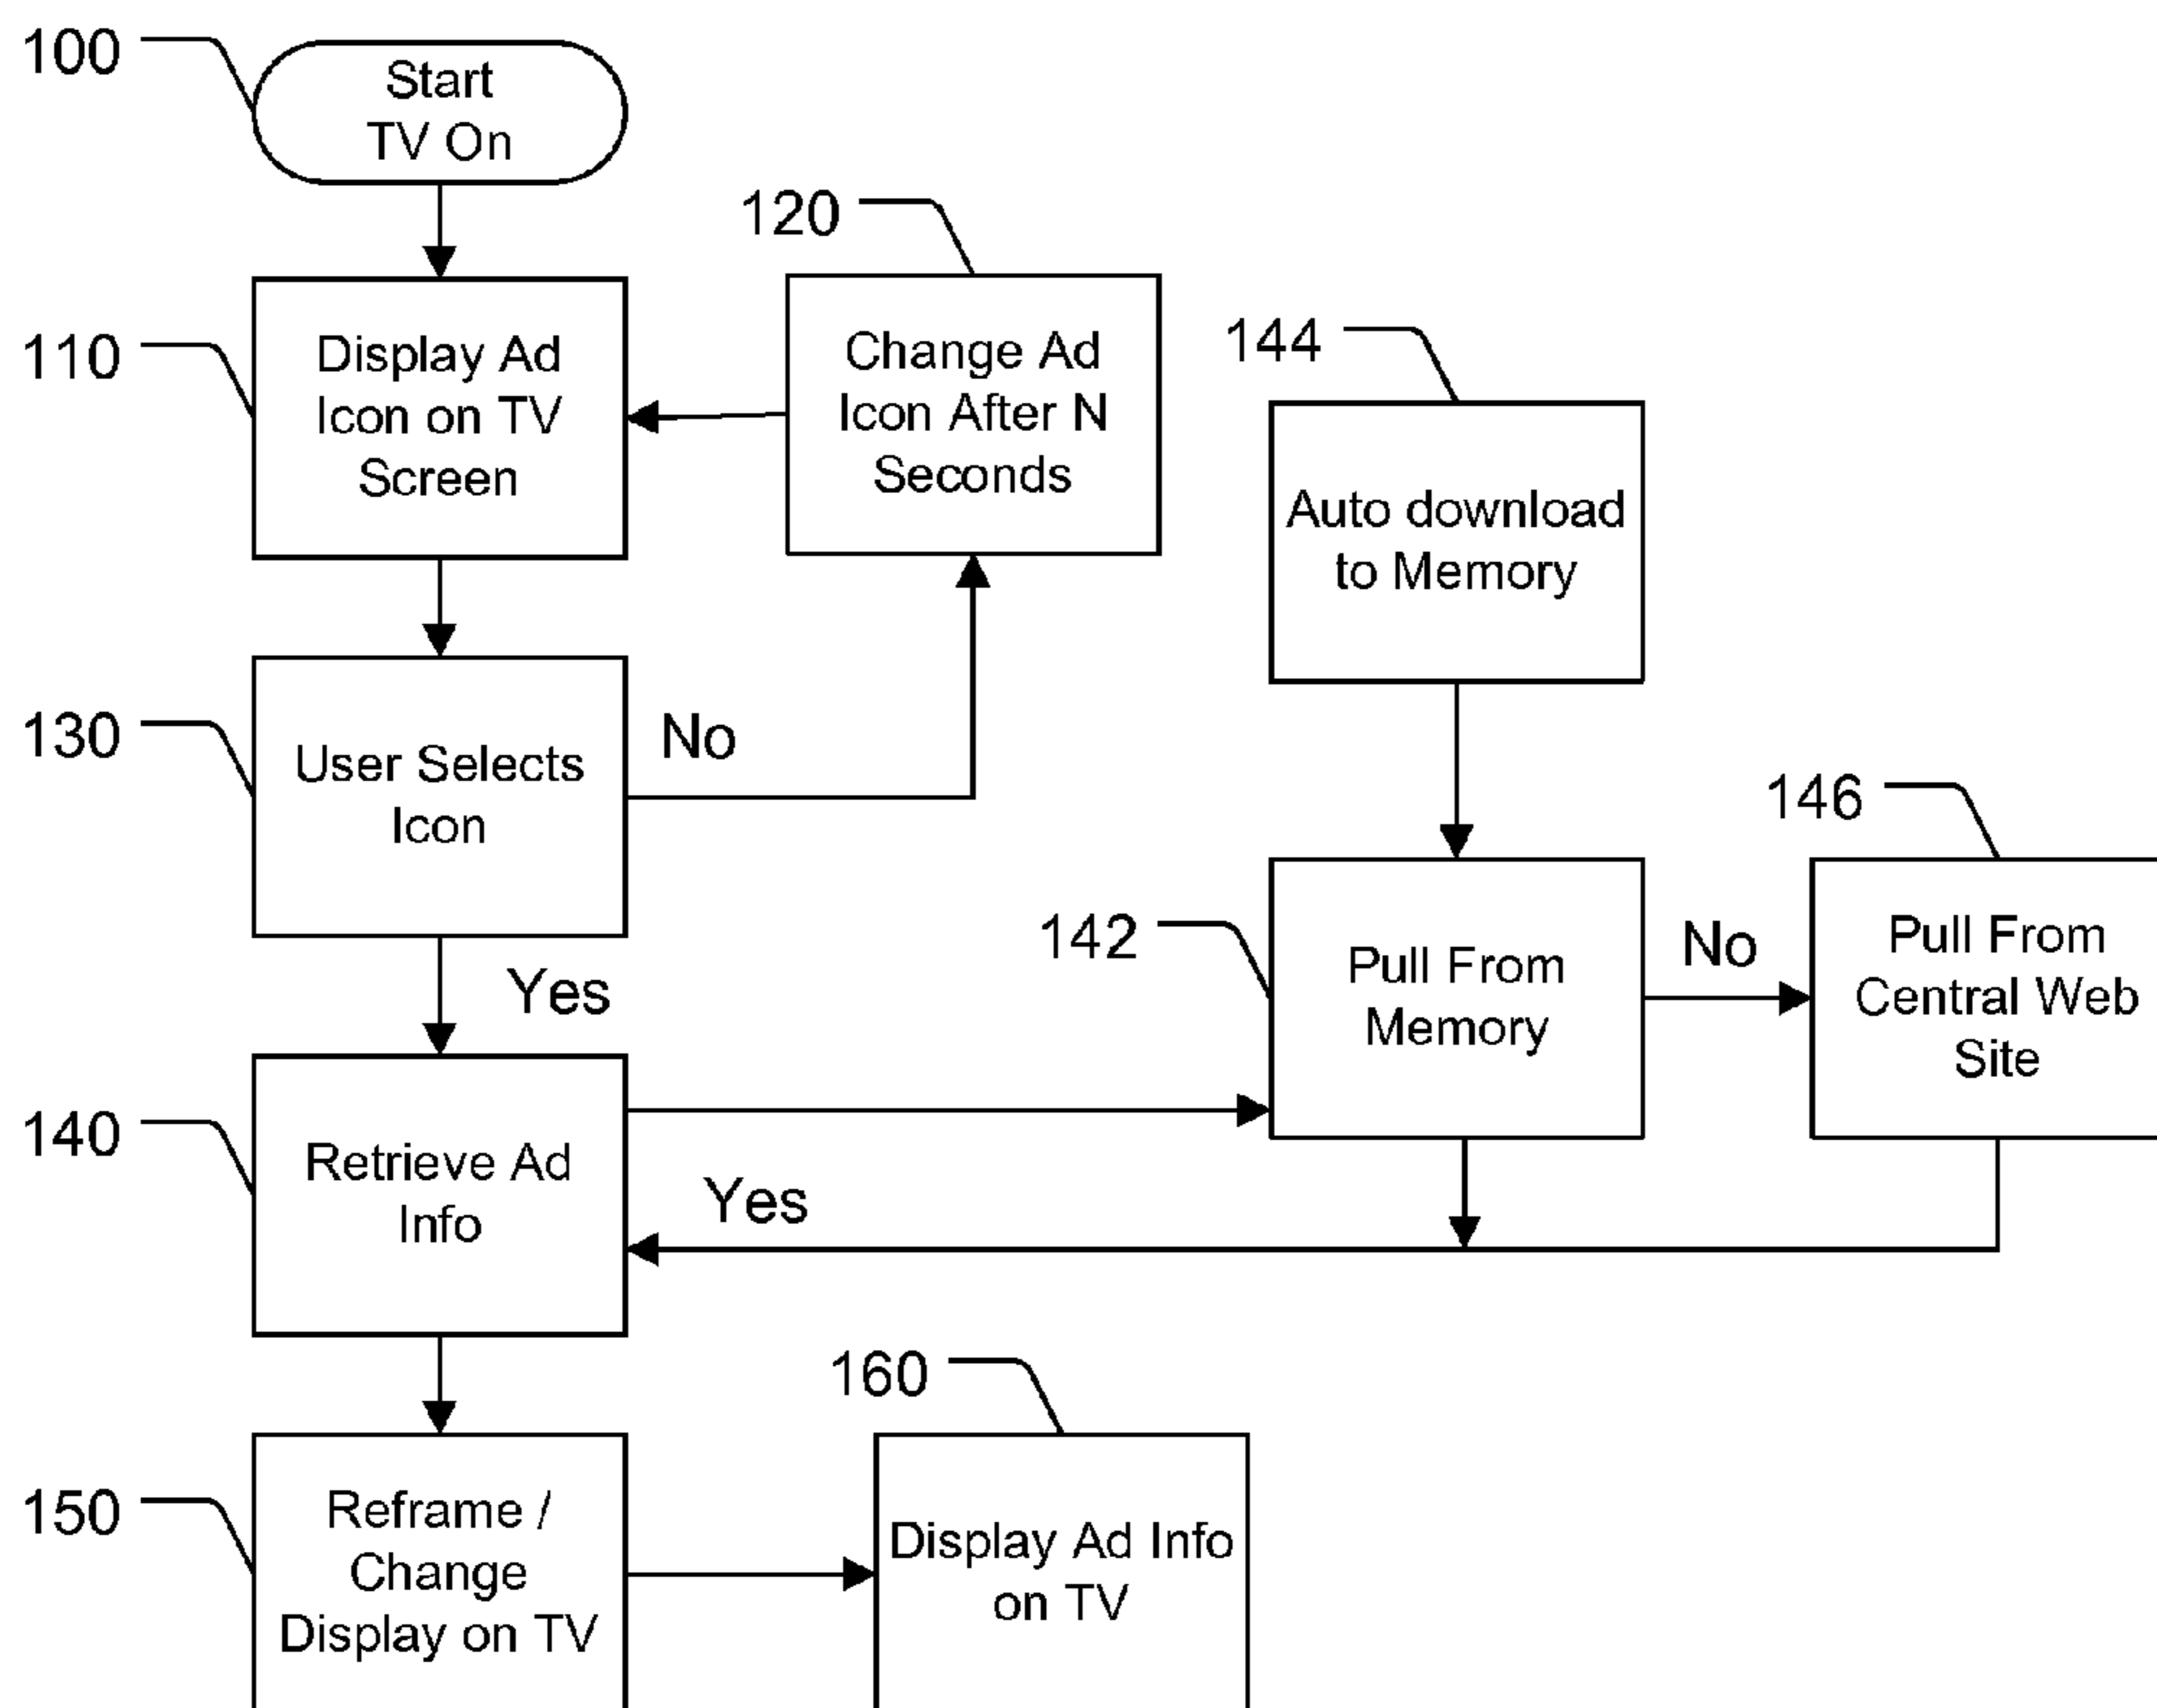 100
Start
TV On
120
110
Display Ad
Icon on TV
Screen
Change Ad
Icon After N
Seconds
144
Auto download
to Memory
130
User Selects
Icon
No
146
142
Pull From
Memory
No
Pull From
Central Web
Site
Yes
140
Retrieve Ad
Info
Yes
160
150
Reframe /
Change
Display on TV
Display Ad Info
on TV